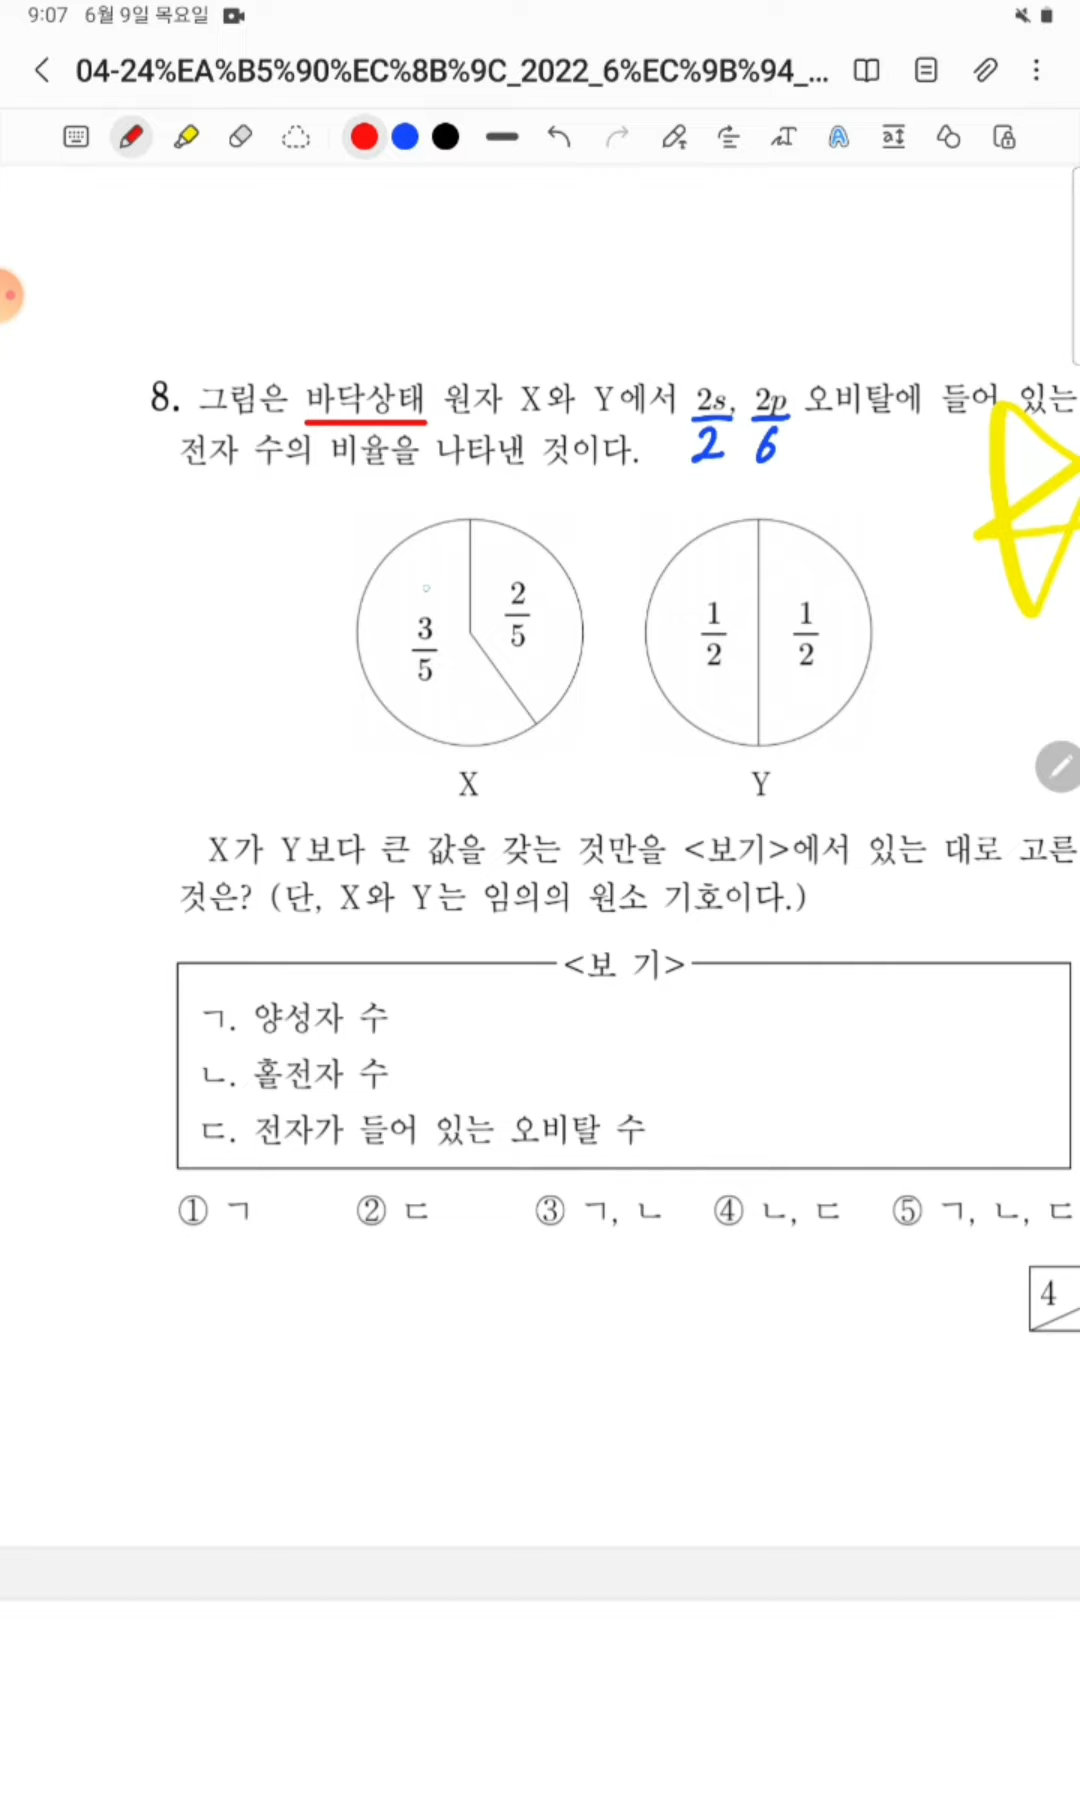 9:07 6월 9일 목요일
04-24%EA%B5%90%EC%8B%9C_2022_6%EC%9B%94_...
8. 그림은 바닥상태 원자 X와 Y에서 2s, 2p 오비탈에 들어 있는
전자 수의 비율을 나타낸 것이다.
2 6
3/5 2/5 1/2 1/2
X Y
X가 Y보다 큰 값을 갖는 것만을 <보기>에서 있는 대로 고른
것은? (단, X와 Y는 임의의 원소 기호이다.)
<보 기>
ㄱ. 양성자 수
ㄴ. 홀전자 수
ㄷ. 전자가 들어 있는 오비탈 수
① ㄱ ② ㄷ ③ ㄱ, ㄴ ④ ㄴ, ㄷ ⑤ ㄱ, ㄴ, ㄷ
4